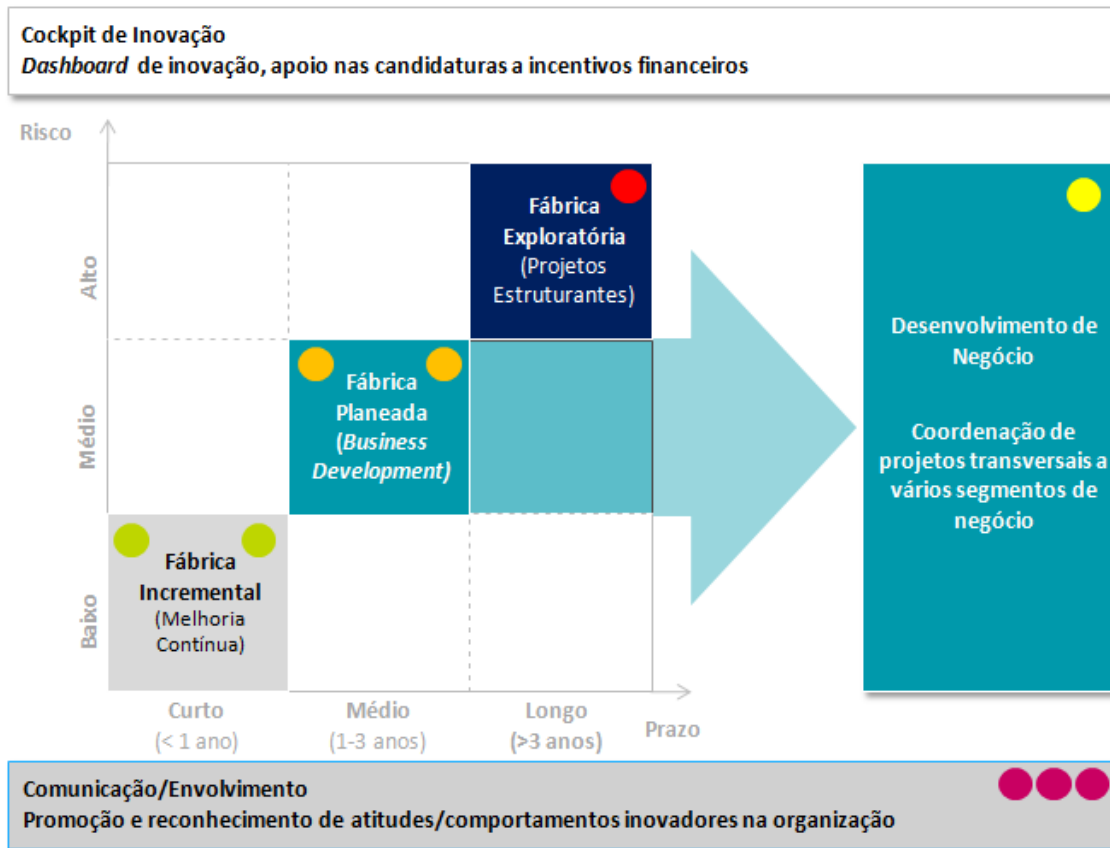 Cockpit de Inovação
Dashboard de inovação, apoio nas candidaturas a incentivos financeiros
Risco
Alto
Médio
Baixo
Fábrica
Exploratória
(Projetos
Estruturantes)
Fábrica
Planeada
(Business
Development)
Fábrica
Incremental
(Melhoria
Contínua)
Desenvolvimento de
Negócio
Coordenação de
projetos transversais a
vários segmentos de
negócio
Curto
(< 1 ano)
Médio
(1-3 anos)
Longo
(>3 anos)
Prazo
Comunicação/Envolvimento
Promoção e reconhecimento de atitudes/comportamentos inovadores na organização